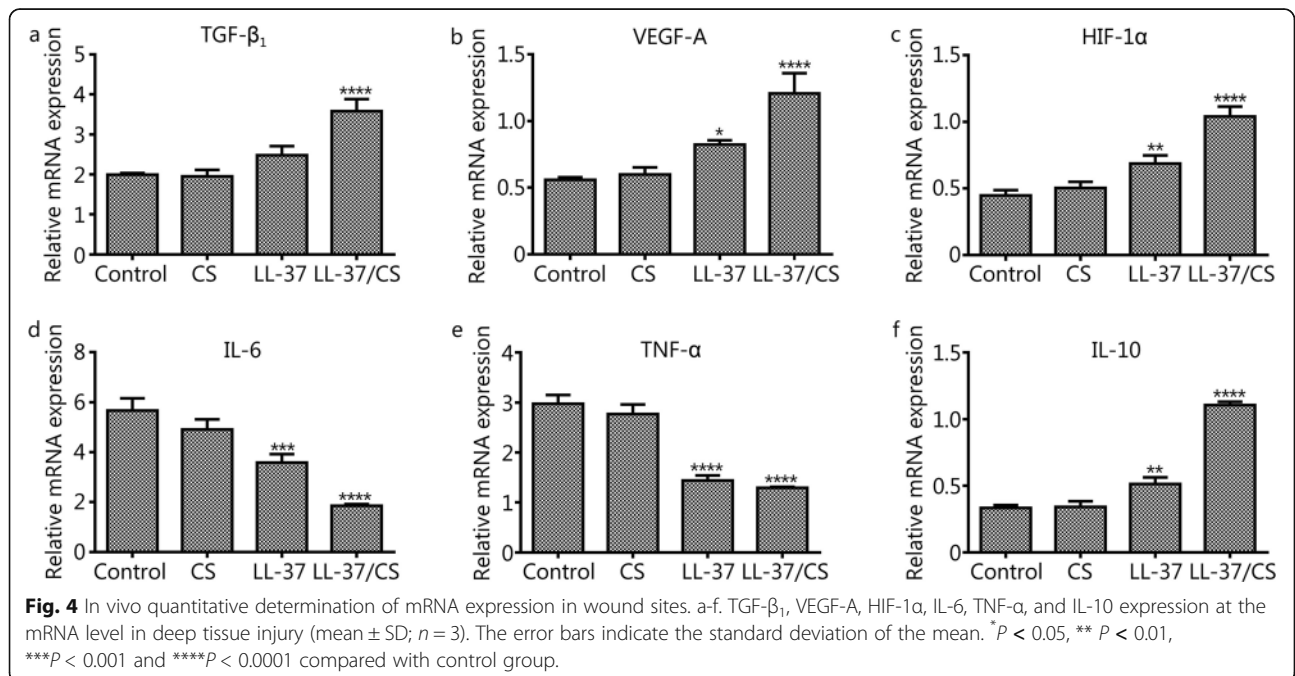 a
TGF-β₁
Relative mRNA expression
5
4
3
2
1
0
****
Control CS LL-37 LL-37/CS
b
VEGF-A
Relative mRNA expression
1.5
1.0
0.5
0
*
****
Control CS LL-37 LL-37/CS
c
HIF-1α
Relative mRNA expression
1.5
1.0
0.5
0
**
****
Control CS LL-37 LL-37/CS
d
IL-6
Relative mRNA expression
8
6
4
2
0
***
****
Control CS LL-37 LL-37/CS
e
TNF-α
Relative mRNA expression
4
3
2
1
0
****
****
Control CS LL-37 LL-37/CS
f
IL-10
Relative mRNA expression
1.5
1.0
0.5
0
**
****
Control CS LL-37 LL-37/CS
Fig. 4 In vivo quantitative determination of mRNA expression in wound sites. a-f. TGF-β₁, VEGF-A, HIF-1α, IL-6, TNF-α, and IL-10 expression at the
mRNA level in deep tissue injury (mean ± SD; n = 3). The error bars indicate the standard deviation of the mean. *P < 0.05, ** P < 0.01,
***P < 0.001 and ****P < 0.0001 compared with control group.